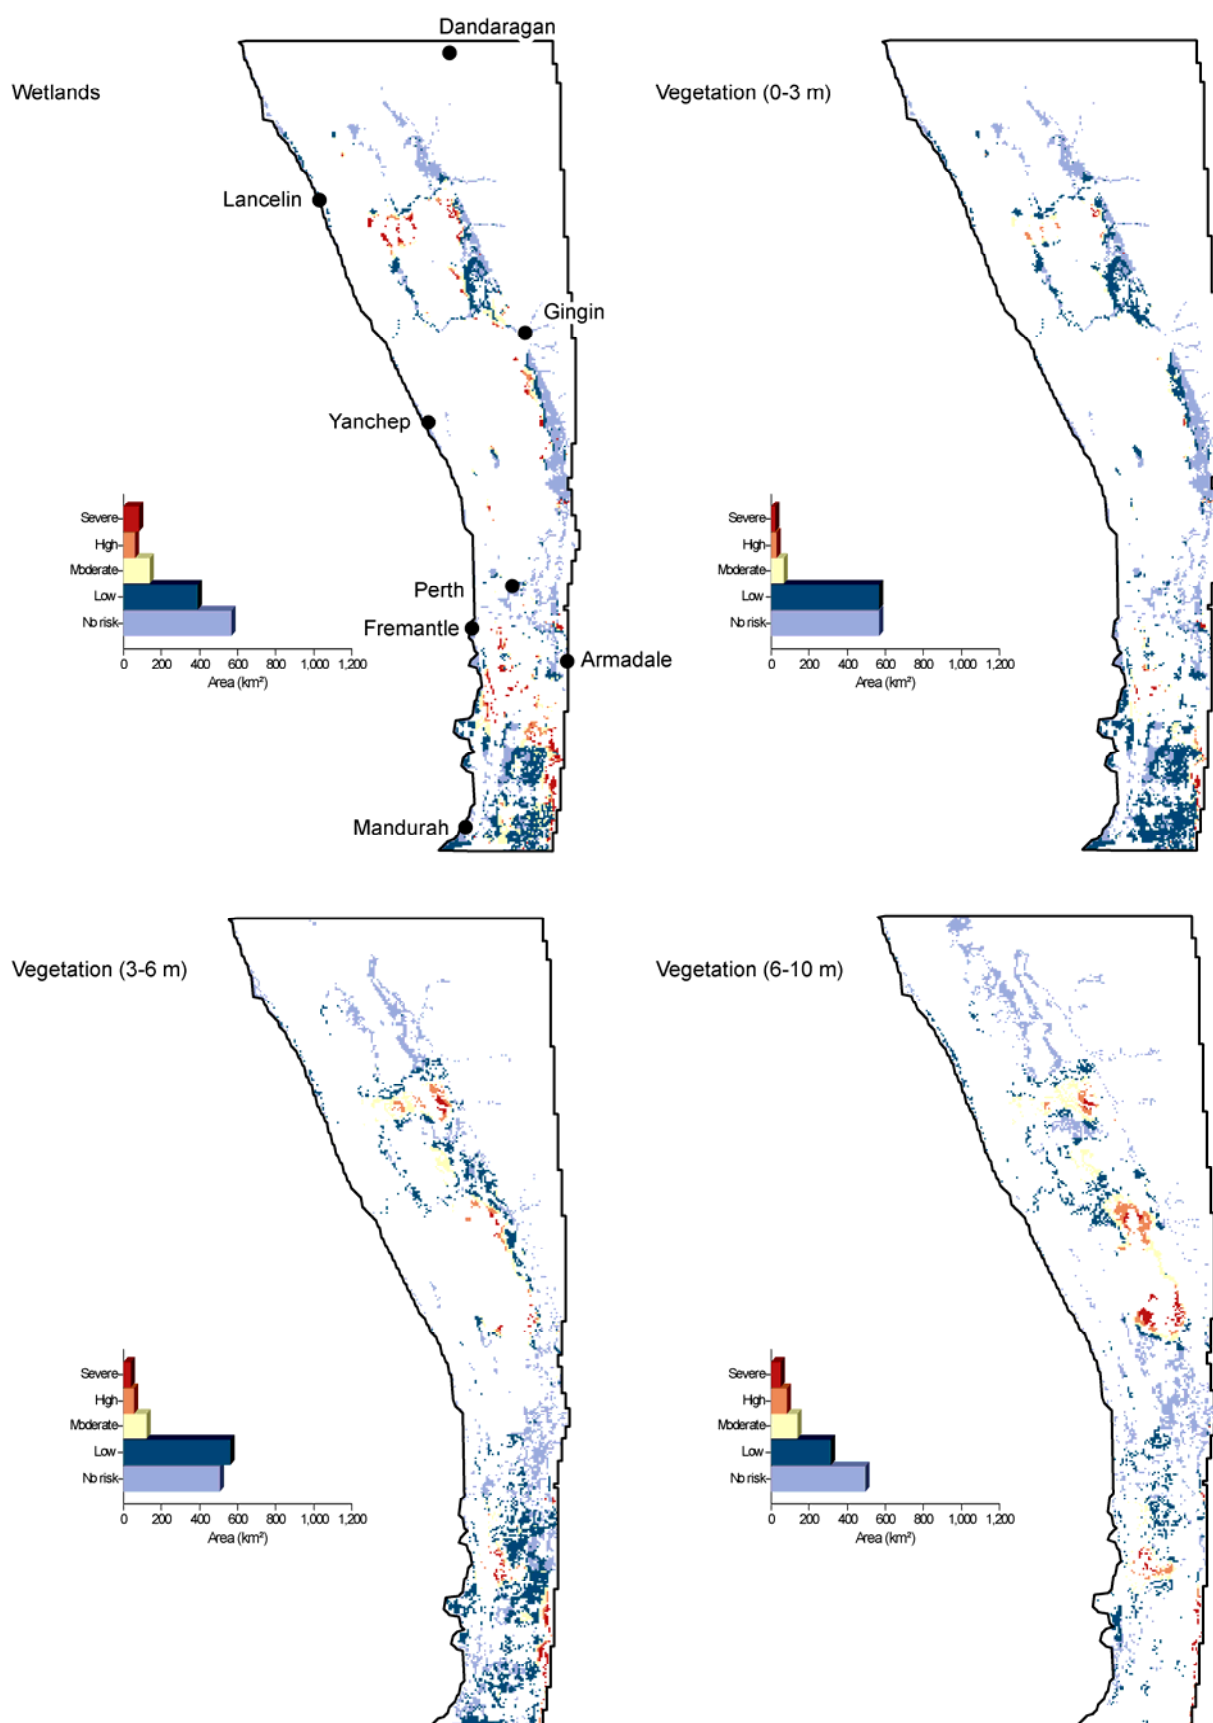 Dandaragan
Wetlands
Lancelin
Gingin
Yanchep
Severe
High
Moderate
Low
No risk
0 200 400 600 800 1,000 1,200
Area (km²)
Perth
Fremantle
Armadale
Mandurah
Vegetation (0-3 m)
Severe
High
Moderate
Low
No risk
0 200 400 600 800 1,000 1,200
Area (km²)
Vegetation (3-6 m)
Severe
High
Moderate
Low
No risk
0 200 400 600 800 1,000 1,200
Area (km²)
Vegetation (6-10 m)
Severe
High
Moderate
Low
No risk
0 200 400 600 800 1,000 1,200
Area (km²)